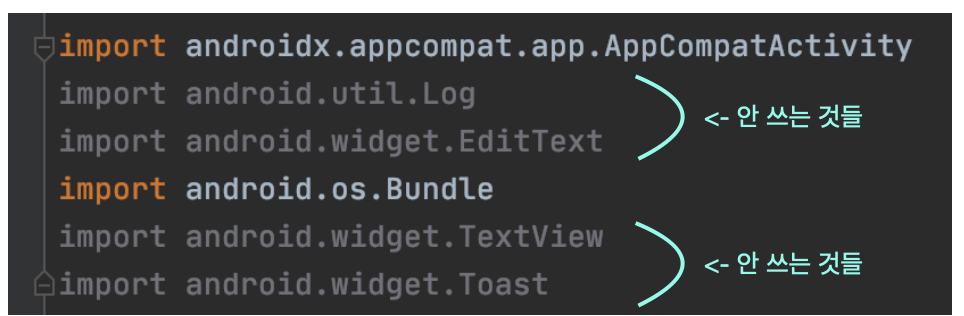 import androidx.appcompat.app.AppCompatActivity
import android.util.Log
<- 안 쓰는 것들
import android.widget.EditText
import android.os.Bundle
import android.widget.TextView
<- 안 쓰는 것들
import android.widget.Toast